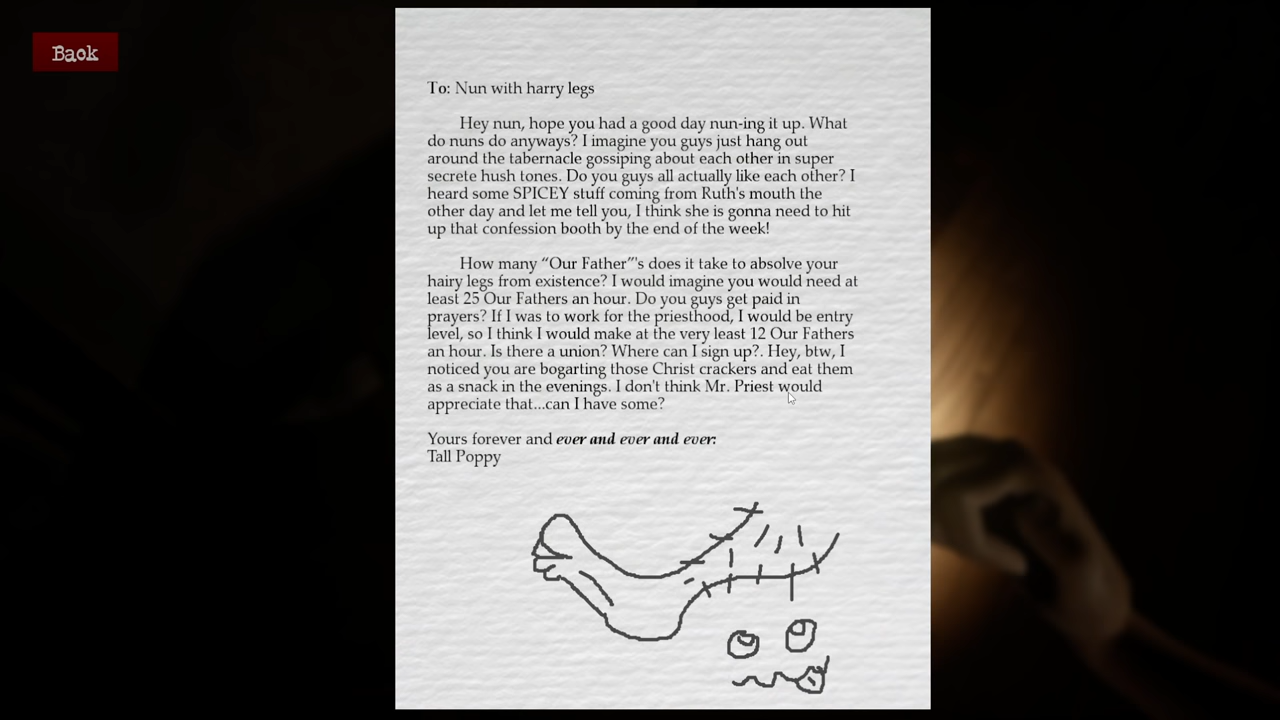 Back
To: Nun with harry legs
Hey nun, hope you had a good day nun-ing it up. What
do nuns do anyways? I imagine you guys just hang out
around the tabernacle gossiping about each other in super
secrete hush tones. Do you guys all actually like each other? I
heard some SPICEY stuff coming from Ruth's mouth the
other day and let me tell you, I think she is gonna need to hit
up that confession booth by the end of the week!
How many “Our Father”'s does it take to absolve your
hairy legs from existence? I would imagine you would need at
least 25 Our Fathers an hour. Do you guys get paid in
prayers? If I was to work for the priesthood, I would be entry
level, so I think I would make at the very least 12 Our Fathers
an hour. Is there a union? Where can I sign up?. Hey, btw, I
noticed you are bogarting those Christ crackers and eat them
as a snack in the evenings. I don't think Mr. Priest would
appreciate that...can I have some?
Yours forever and ever and ever and ever:
Tall Poppy